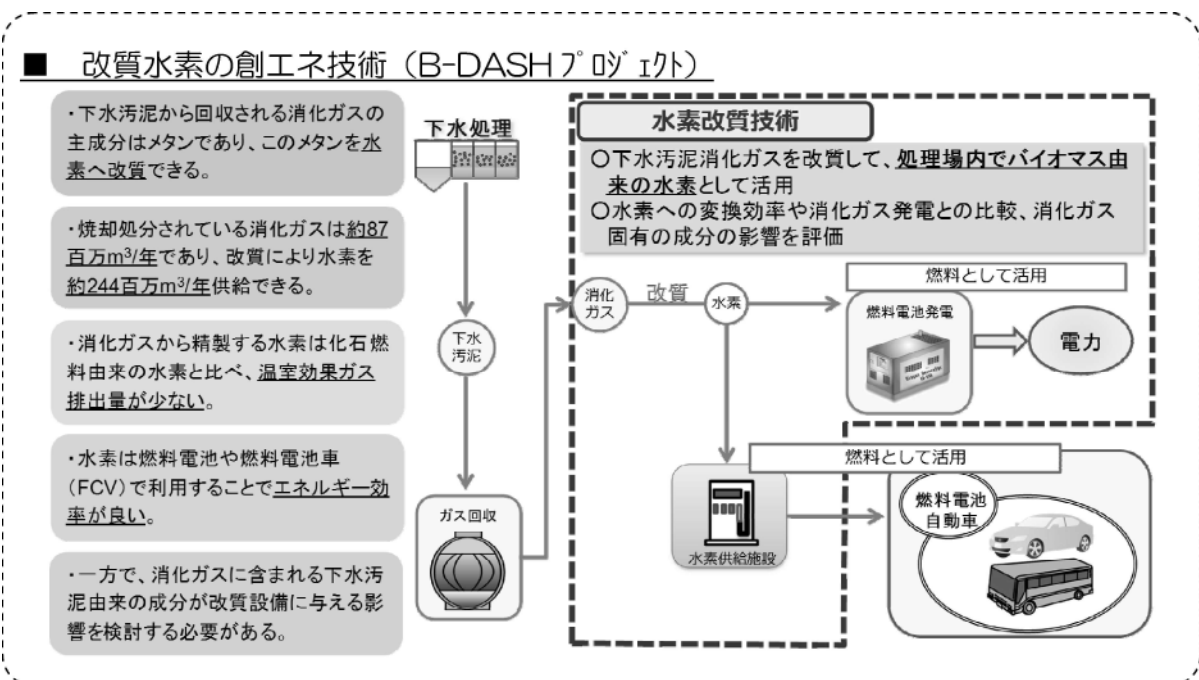 ■ 改質水素の創エネ技術（B-DASHﾌﾟﾛｼﾞｪｸﾄ）
・下水汚泥から回収される消化ガスの
主成分はメタンであり、このメタンを水
素へ改質できる。
・焼却処分されている消化ガスは約87
百万m³/年であり、改質により水素を
約244百万m³/年供給できる。
・消化ガスから精製する水素は化石燃
料由来の水素と比べ、温室効果ガス
排出量が少ない。
・水素は燃料電池や燃料電池車
（FCV）で利用することでエネルギー効
率が良い。
・一方で、消化ガスに含まれる下水汚
泥由来の成分が改質設備に与える影
響を検討する必要がある。
下水処理
下水
汚泥
ガス回収
水素改質技術
〇下水汚泥消化ガスを改質して、処理場内でバイオマス由
来の水素として活用
〇水素への変換効率や消化ガス発電との比較、消化ガス
固有の成分の影響を評価
消化
ガス
改質
水素
燃料として活用
燃料電池発電
電力
水素供給施設
燃料として活用
燃料電池
自動車